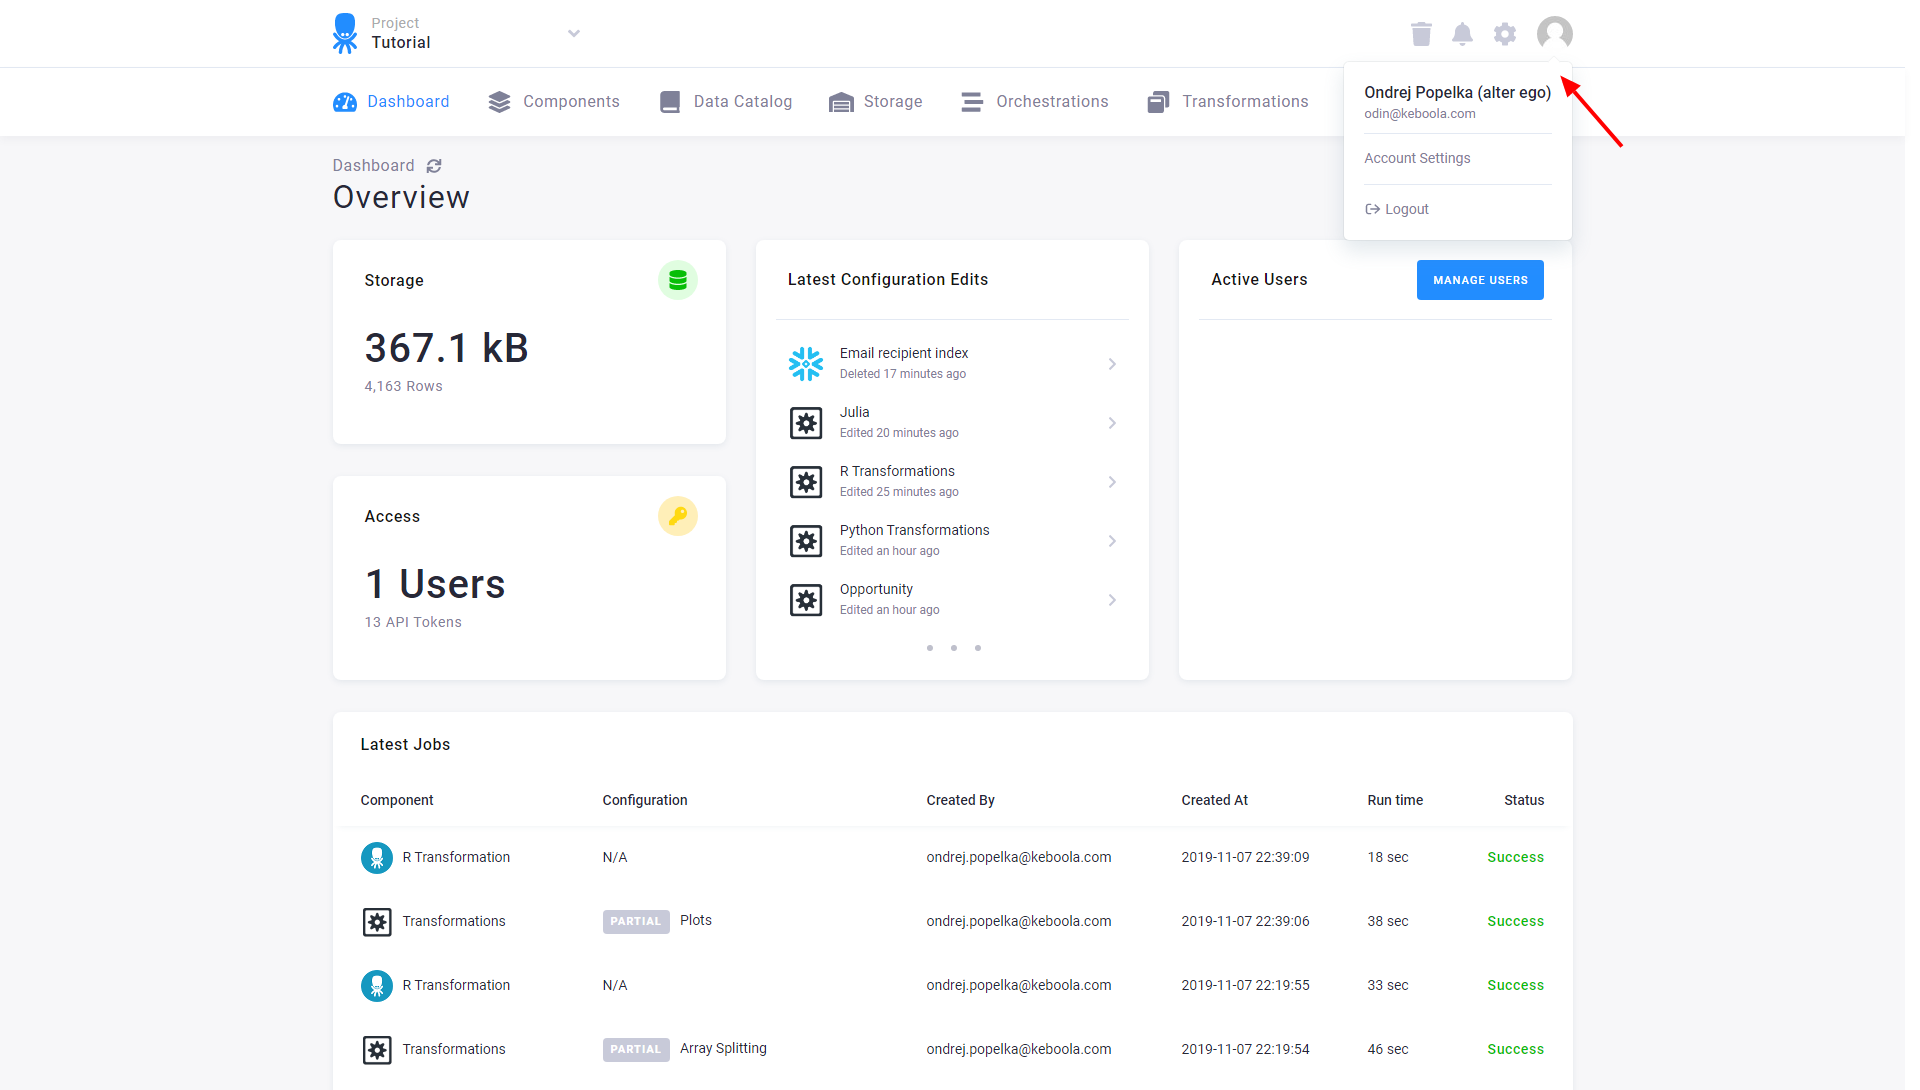 Project
Tutorial
Dashboard
Components
Data Catalog
Storage
Orchestrations
Transformations
Ondrej Popelka (alter ego)
odin@keboola.com
Account Settings
Logout
Dashboard
Overview
Storage
367.1 kB
4,163 Rows
Access
1 Users
13 API Tokens
Latest Configuration Edits
Email recipient index
Deleted 17 minutes ago
Julia
Edited 20 minutes ago
R Transformations
Edited 25 minutes ago
Python Transformations
Edited an hour ago
Opportunity
Edited an hour ago
Active Users
MANAGE USERS
Latest Jobs
Component Configuration Created By Created At Run time Status
R Transformation N/A ondrej.popelka@keboola.com 2019-11-07 22:39:09 18 sec Success
Transformations PARTIAL Plots ondrej.popelka@keboola.com 2019-11-07 22:39:06 38 sec Success
R Transformation N/A ondrej.popelka@keboola.com 2019-11-07 22:19:55 33 sec Success
Transformations PARTIAL Array Splitting ondrej.popelka@keboola.com 2019-11-07 22:19:54 46 sec Success